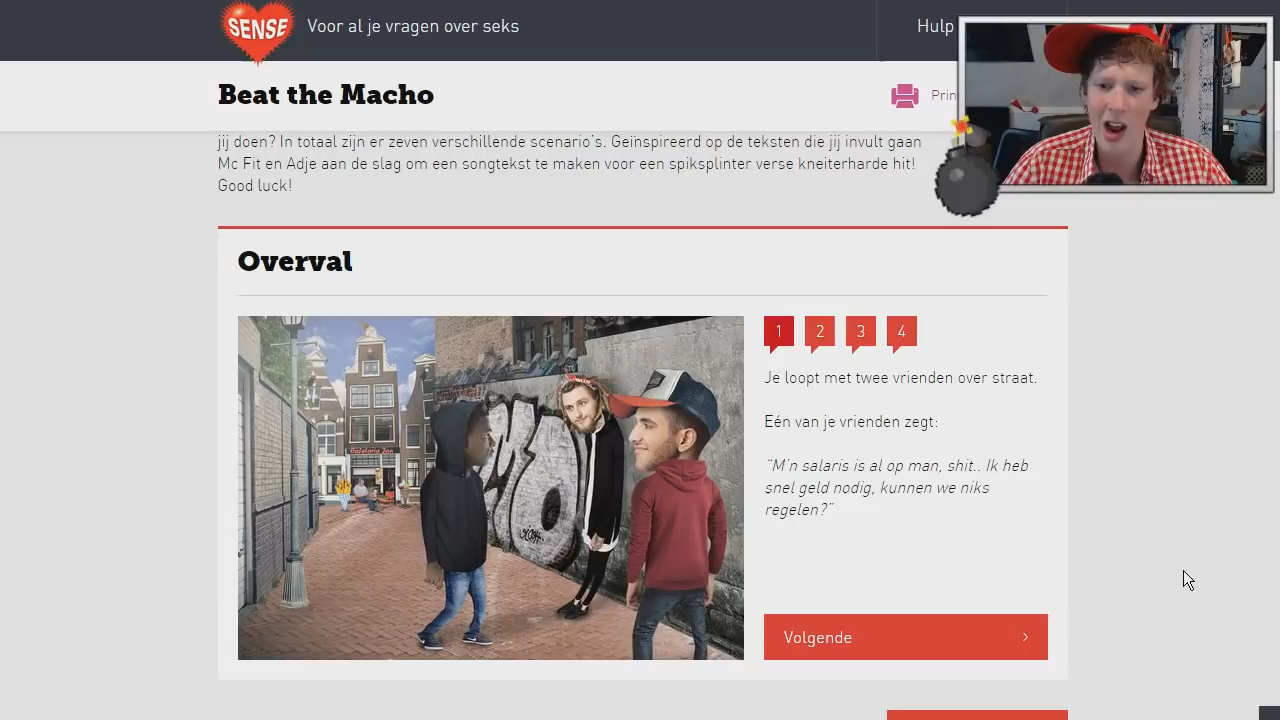 SENSE
Voor al je vragen over seks
Hulp
Beat the Macho
Prin
jij doen? In totaal zijn er zeven verschillende scenario's. Geïnspireerd op de teksten die jij invult gaan
Mc Fit en Adje aan de slag om een songtekst te maken voor een spiksplinter verse kneiterharde hit!
Good luck!
Overval
1 2 3 4
Je loopt met twee vrienden over straat.
Eén van je vrienden zegt:
“M'n salaris is al op man, shit.. Ik heb
snel geld nodig, kunnen we niks
regelen?”
Cafetaria Jan
Volgende